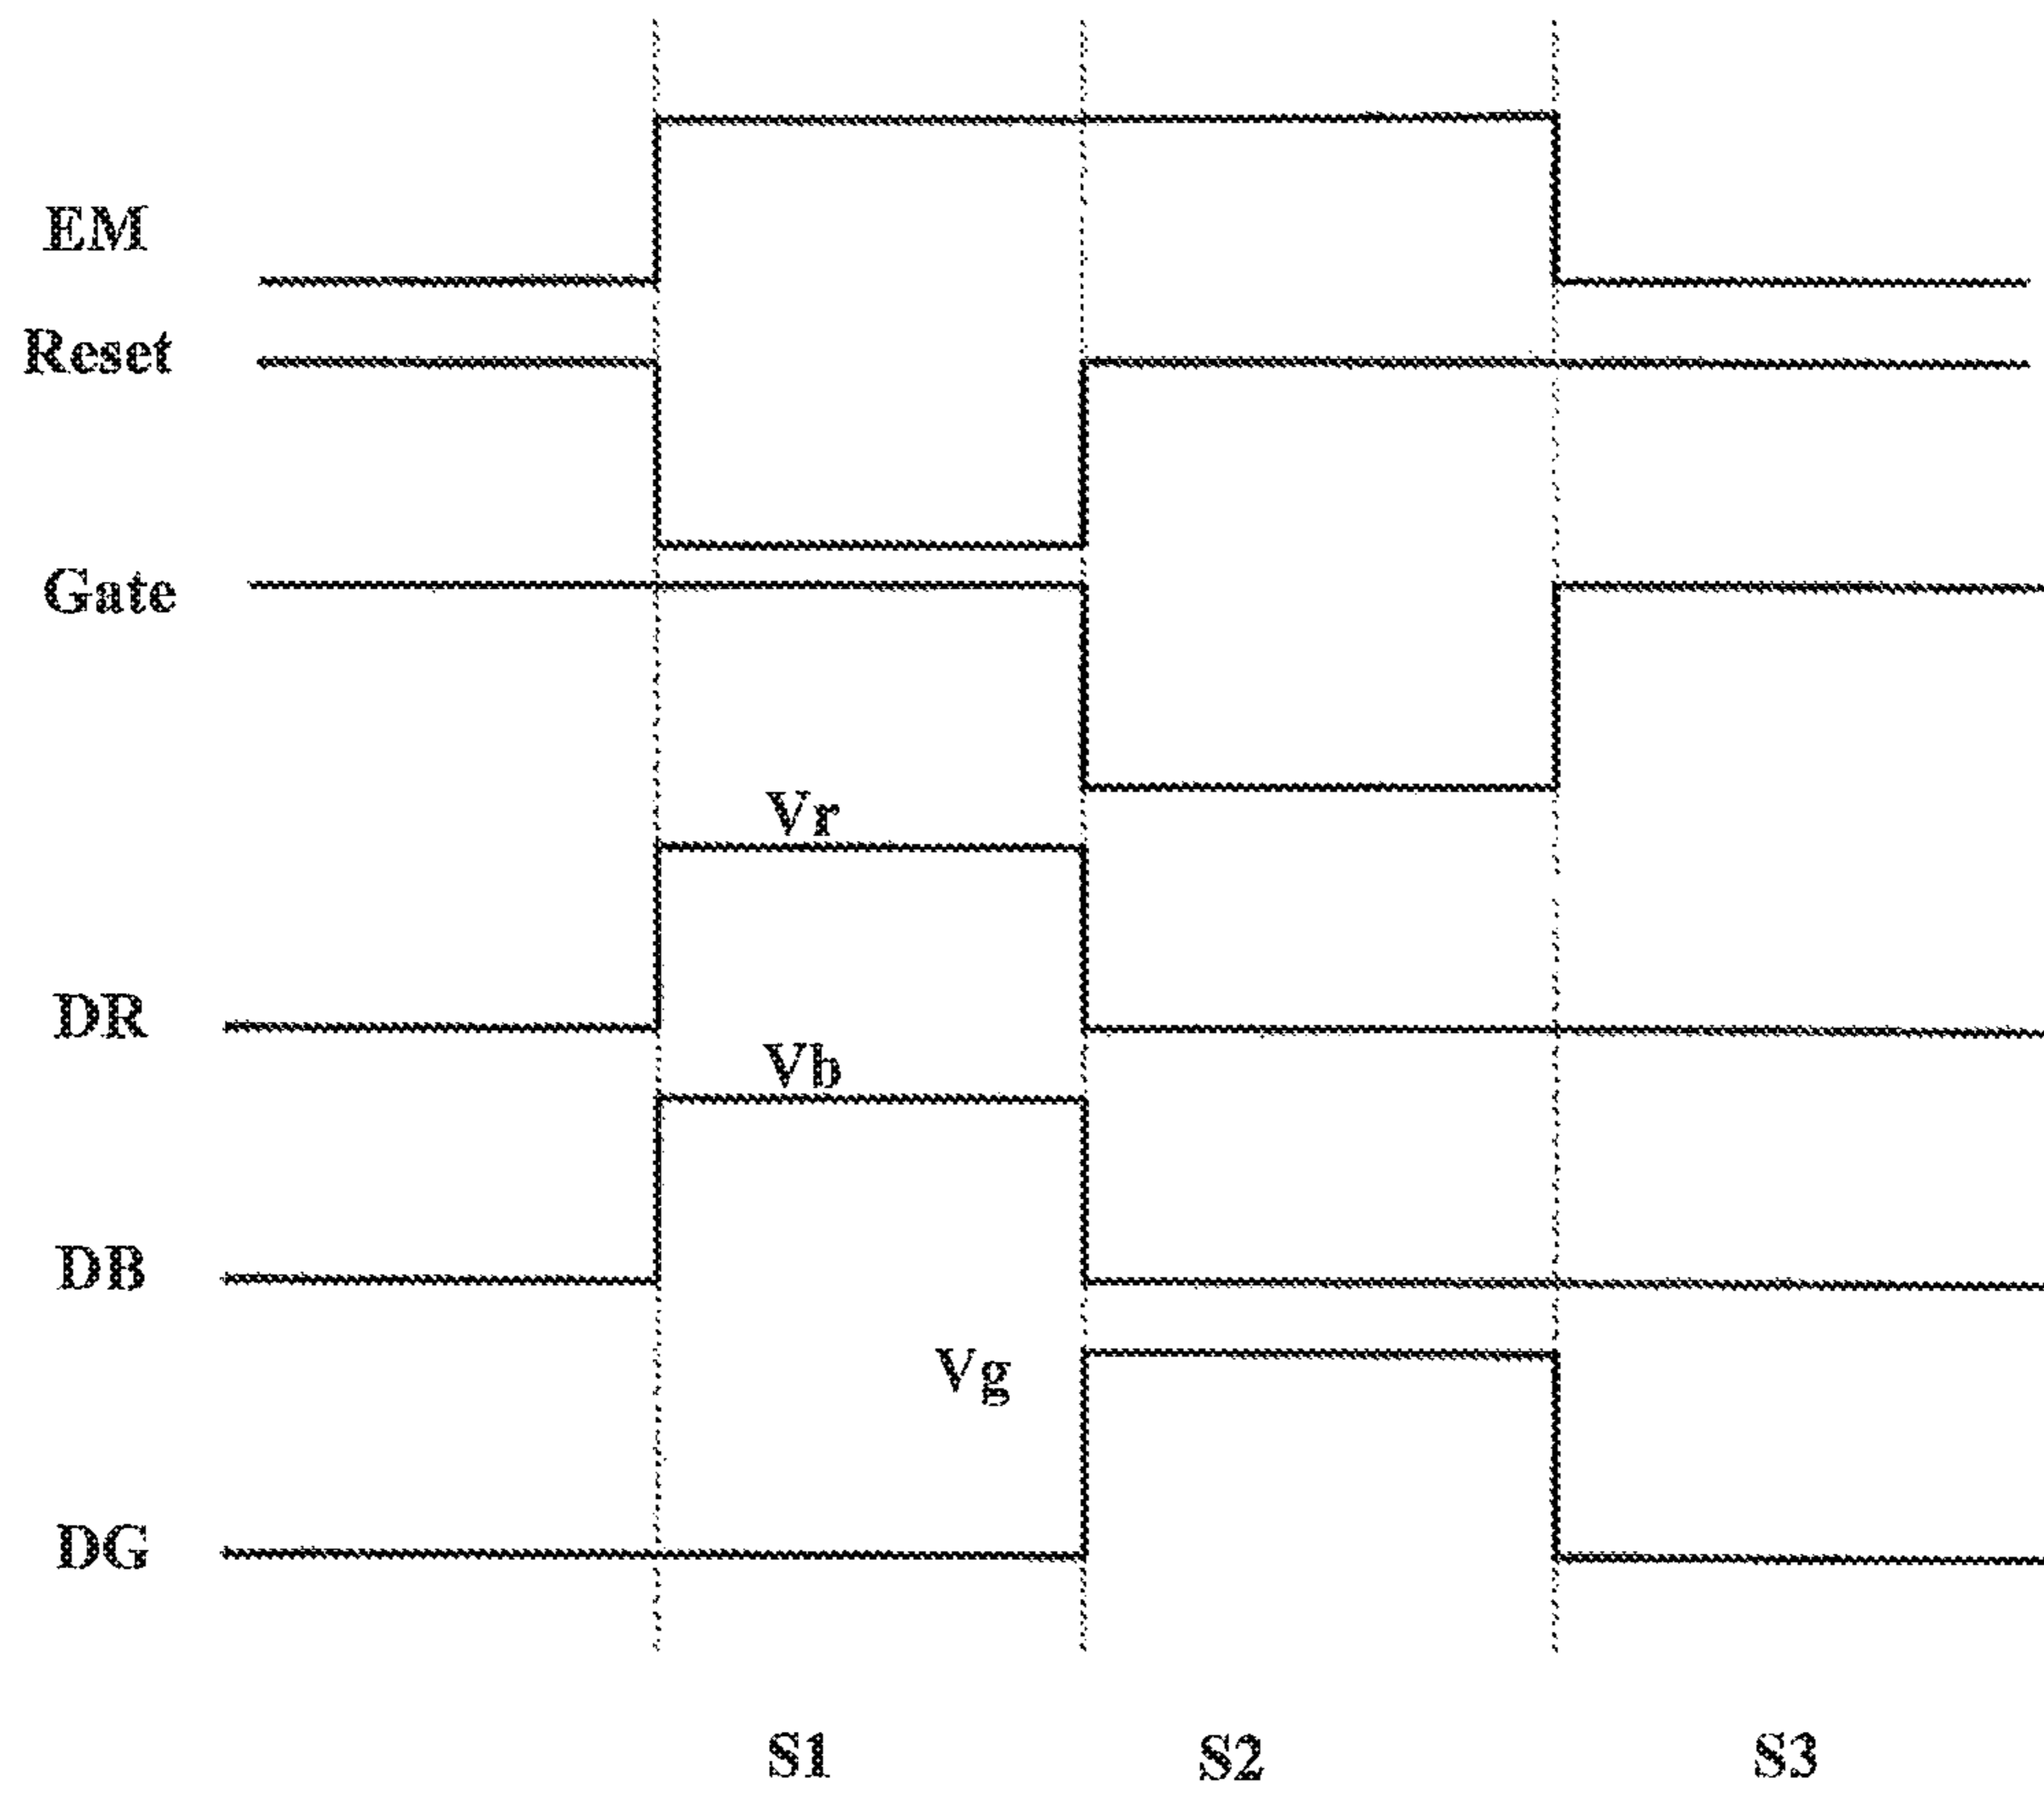 EM
Reset
Gate
Vr
DR
Vb
DB
Vg
DG
S1 S2 S3